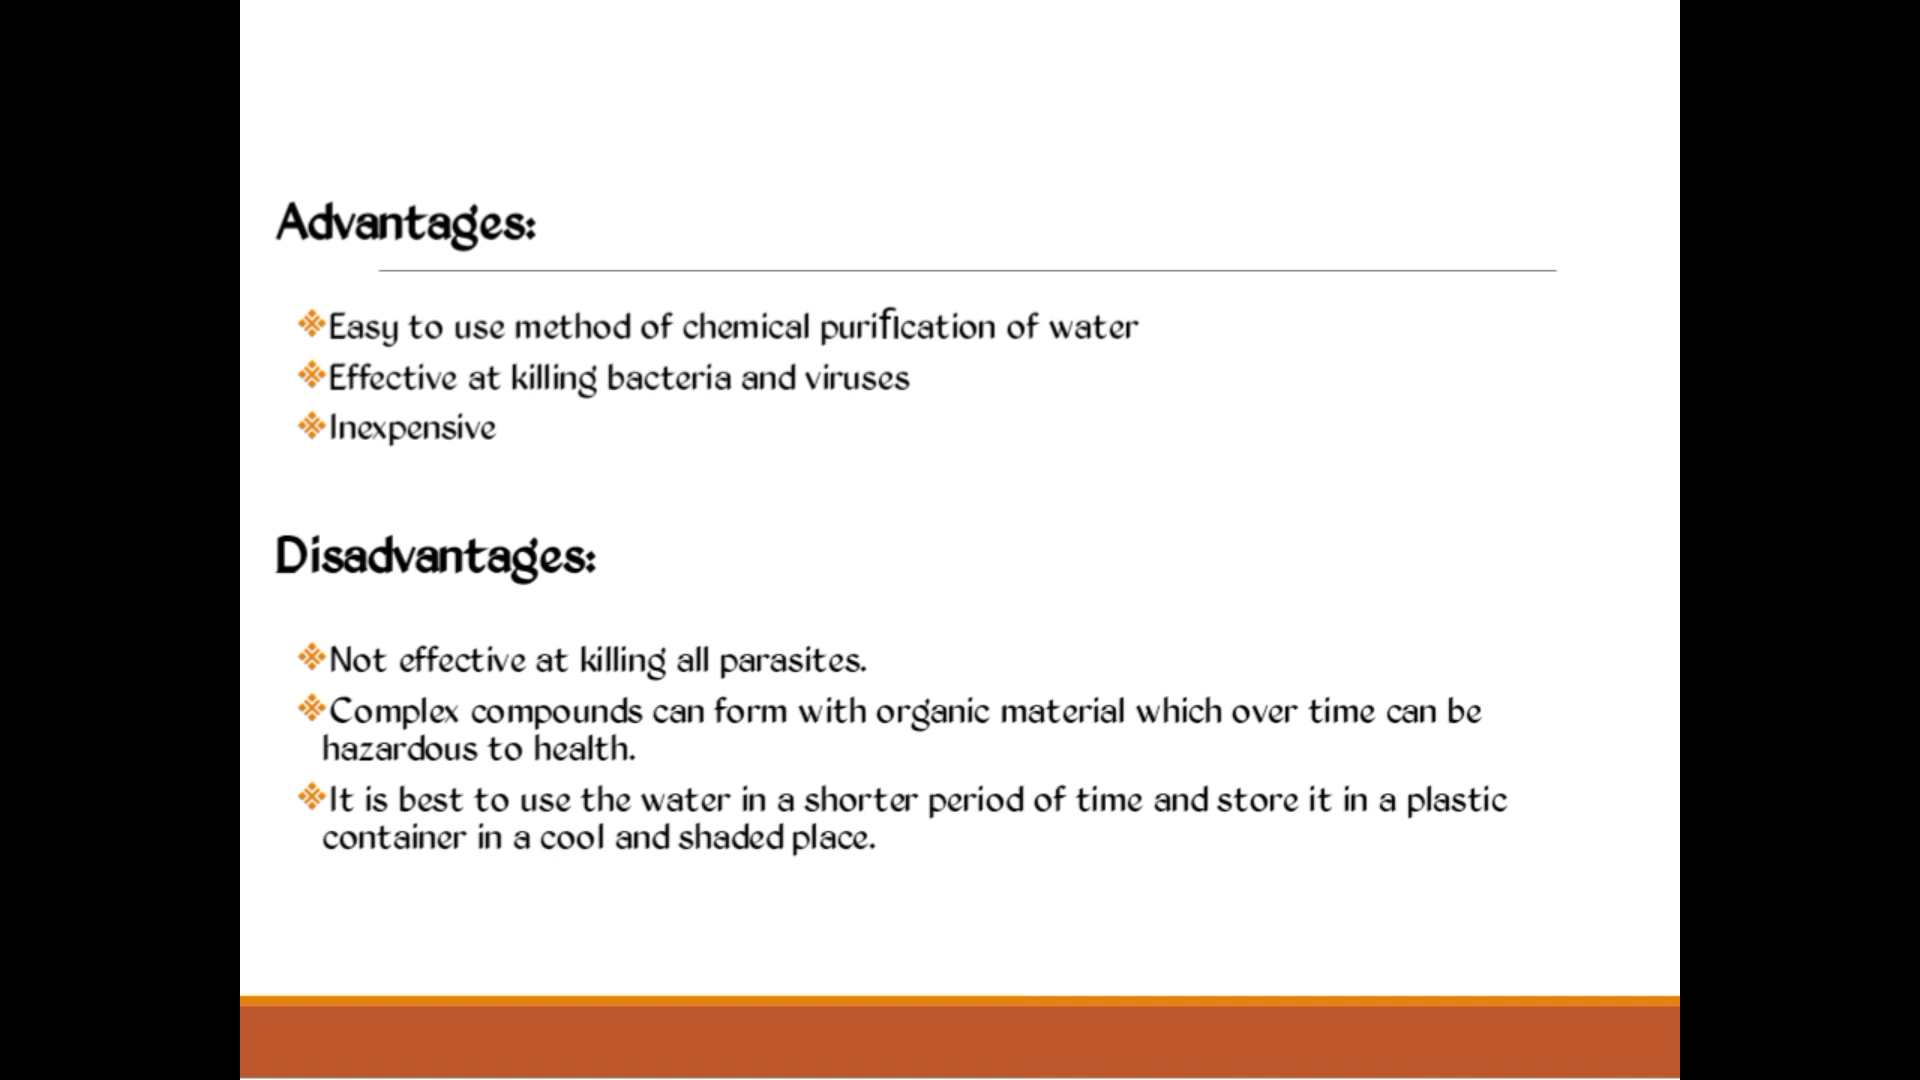 Advantages:
❖Easy to use method of chemical purification of water
❖Effective at killing bacteria and viruses
❖Inexpensive
Disadvantages:
❖Not effective at killing all parasites.
❖Complex compounds can form with organic material which over time can be
hazardous to health.
❖It is best to use the water in a shorter period of time and store it in a plastic
container in a cool and shaded place.